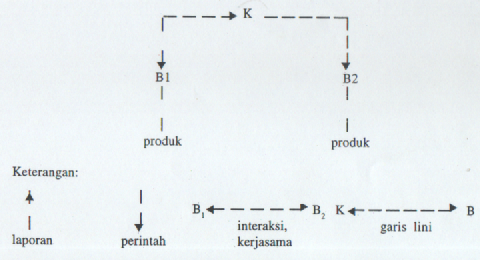 K
B1 B2
produk produk
Keterangan:
B₁ B₂ K B
laporan perintah interaksi, garis lini
kerjasama